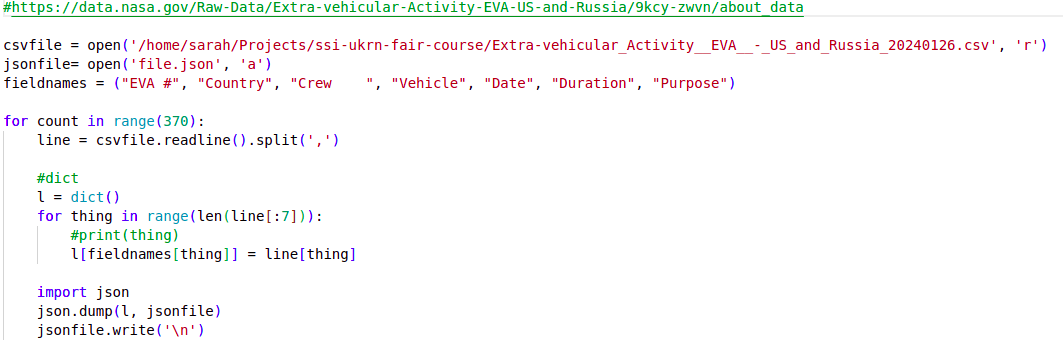 #https://data.nasa.gov/Raw-Data/Extra-vehicular-Activity-EVA-US-and-Russia/9kcy-zwvn/about_data

csvfile = open('/home/sarah/Projects/ssi-ukrn-fair-course/Extra-vehicular_Activity__EVA__-_US_and_Russia_20240126.csv', 'r')
jsonfile= open('file.json', 'a')
fieldnames = ("EVA #", "Country", "Crew    ", "Vehicle", "Date", "Duration", "Purpose")

for count in range(370):
    line = csvfile.readline().split(',')

    #dict
    l = dict()
    for thing in range(len(line[:7])):
        #print(thing)
        l[fieldnames[thing]] = line[thing]

    import json
    json.dump(l, jsonfile)
    jsonfile.write('\n')